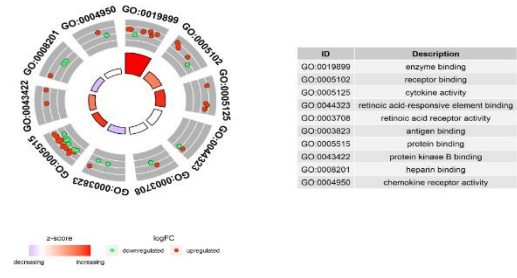 GO:0004950
GO:0019899
GO:0005102
GO:0005125
GO:0044323
GO:0003708
GO:0003823
GO:0005515
GO:0043422
GO:0008201
ID Description
GO:0019899 enzyme binding
GO:0005102 receptor binding
GO:0005125 cytokine activity
GO:0044323 retinoic acid-responsive element binding
GO:0003708 retinoic acid receptor activity
GO:0003823 antigen binding
GO:0005515 protein binding
GO:0043422 protein kinase B binding
GO:0008201 heparin binding
GO:0004950 chemokine receptor activity
z-score logFC
downregulated upregulated
decreasing increasing